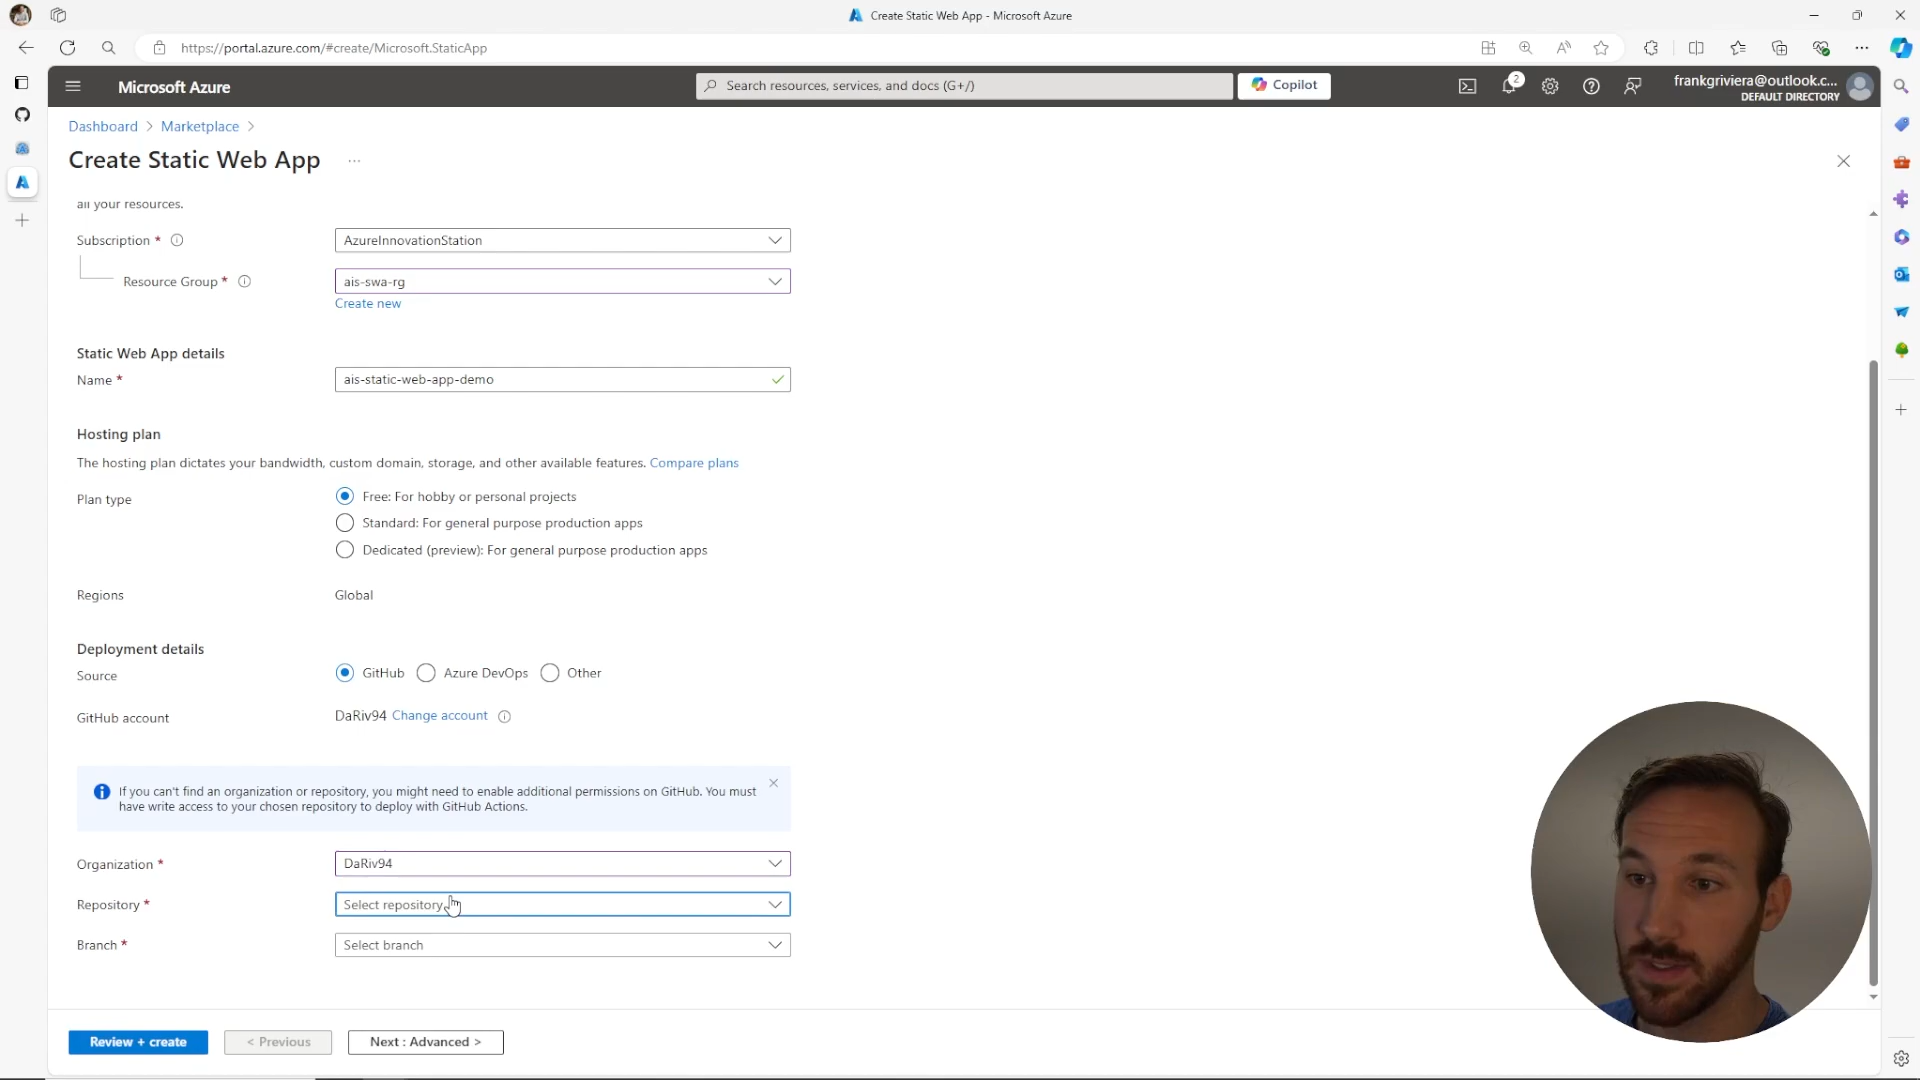 Create Static Web App - Microsoft Azure
https://portal.azure.com/#create/Microsoft.StaticApp
Microsoft Azure
Search resources, services, and docs (G+/)
Copilot
2
frankgriviera@outlook.c...
DEFAULT DIRECTORY
Dashboard > Marketplace >
Create Static Web App ...
all your resources.
Subscription *
AzureInnovationStation
Resource Group *
ais-swa-rg
Create new
Static Web App details
Name *
ais-static-web-app-demo
Hosting plan
The hosting plan dictates your bandwidth, custom domain, storage, and other available features. Compare plans
Plan type
Free: For hobby or personal projects
Standard: For general purpose production apps
Dedicated (preview): For general purpose production apps
Regions
Global
Deployment details
Source
GitHub
Azure DevOps
Other
GitHub account
DaRiv94 Change account
If you can't find an organization or repository, you might need to enable additional permissions on GitHub. You must
have write access to your chosen repository to deploy with GitHub Actions.
Organization *
DaRiv94
Repository *
Select repository
Branch *
Select branch
Review + create
< Previous
Next : Advanced >